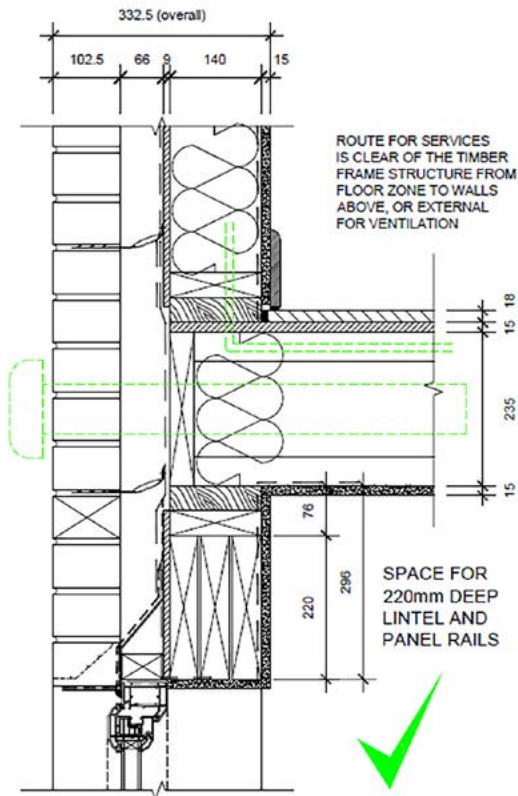 332.5 (overall)
102.5 66 9 140 15
ROUTE FOR SERVICES
IS CLEAR OF THE TIMBER
FRAME STRUCTURE FROM
FLOOR ZONE TO WALLS
ABOVE, OR EXTERNAL
FOR VENTILATION
18
15
235
15
76
220
296
SPACE FOR
220mm DEEP
LINTEL AND
PANEL RAILS